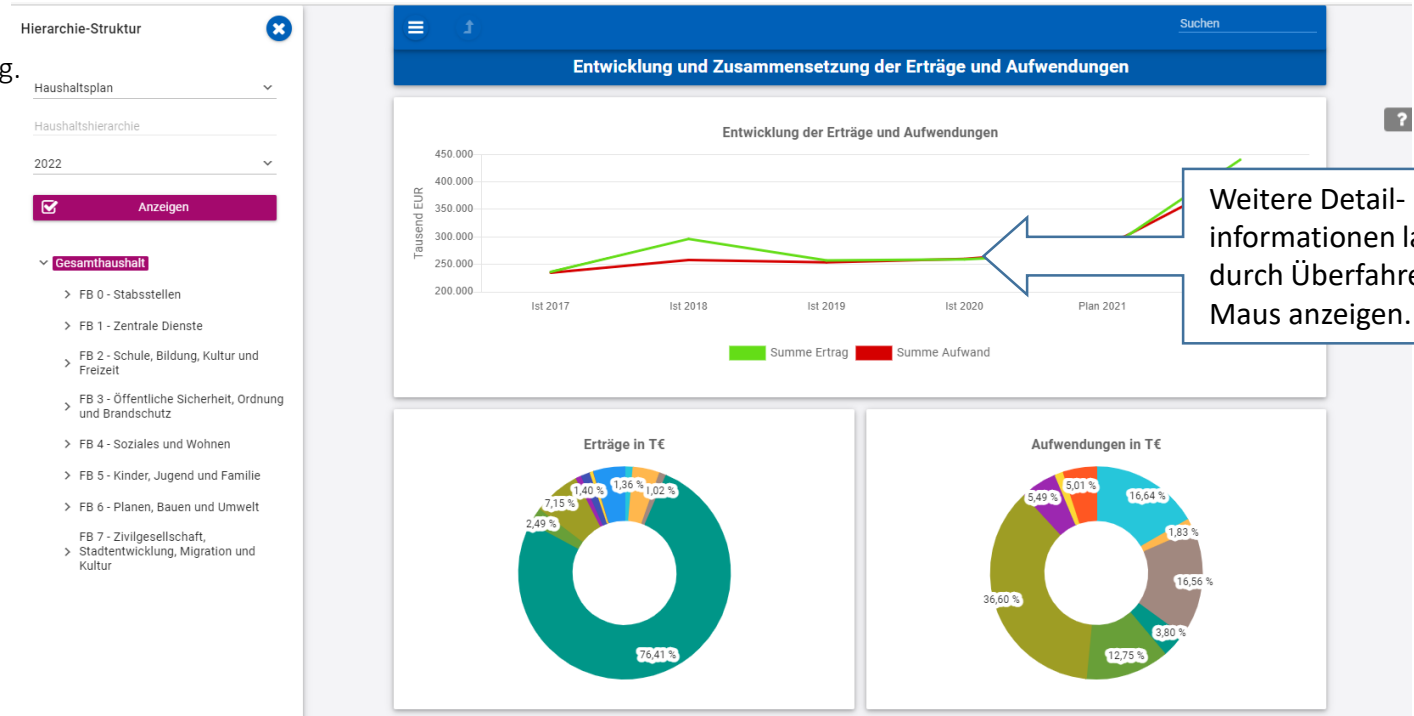 Hierarchie-Struktur
g.
Haushaltsplan
Haushaltshierarchie
2022
Anzeigen
Gesamthaushalt
FB 0 - Stabsstellen
FB 1 - Zentrale Dienste
FB 2 - Schule, Bildung, Kultur und
Freizeit
FB 3 - Öffentliche Sicherheit, Ordnung
und Brandschutz
FB 4 - Soziales und Wohnen
FB 5 - Kinder, Jugend und Familie
FB 6 - Planen, Bauen und Umwelt
FB 7 - Zivilgesellschaft,
Stadtentwicklung, Migration und
Kultur
Suchen
Entwicklung und Zusammensetzung der Erträge und Aufwendungen
?
Entwicklung der Erträge und Aufwendungen
Tausend EUR
450.000
400.000
350.000
300.000
250.000
200.000
Ist 2017
Ist 2018
Ist 2019
Ist 2020
Plan 2021
Summe Ertrag
Summe Aufwand
Weitere Detail-
informationen la
durch Überfahre
Maus anzeigen.
Erträge in T€
1,40 %
1,36 %
1,02 %
7,15 %
2,49 %
76,41 %
Aufwendungen in T€
5,01 %
5,49 %
16,64 %
1,83 %
16,56 %
36,60 %
3,80 %
12,75 %